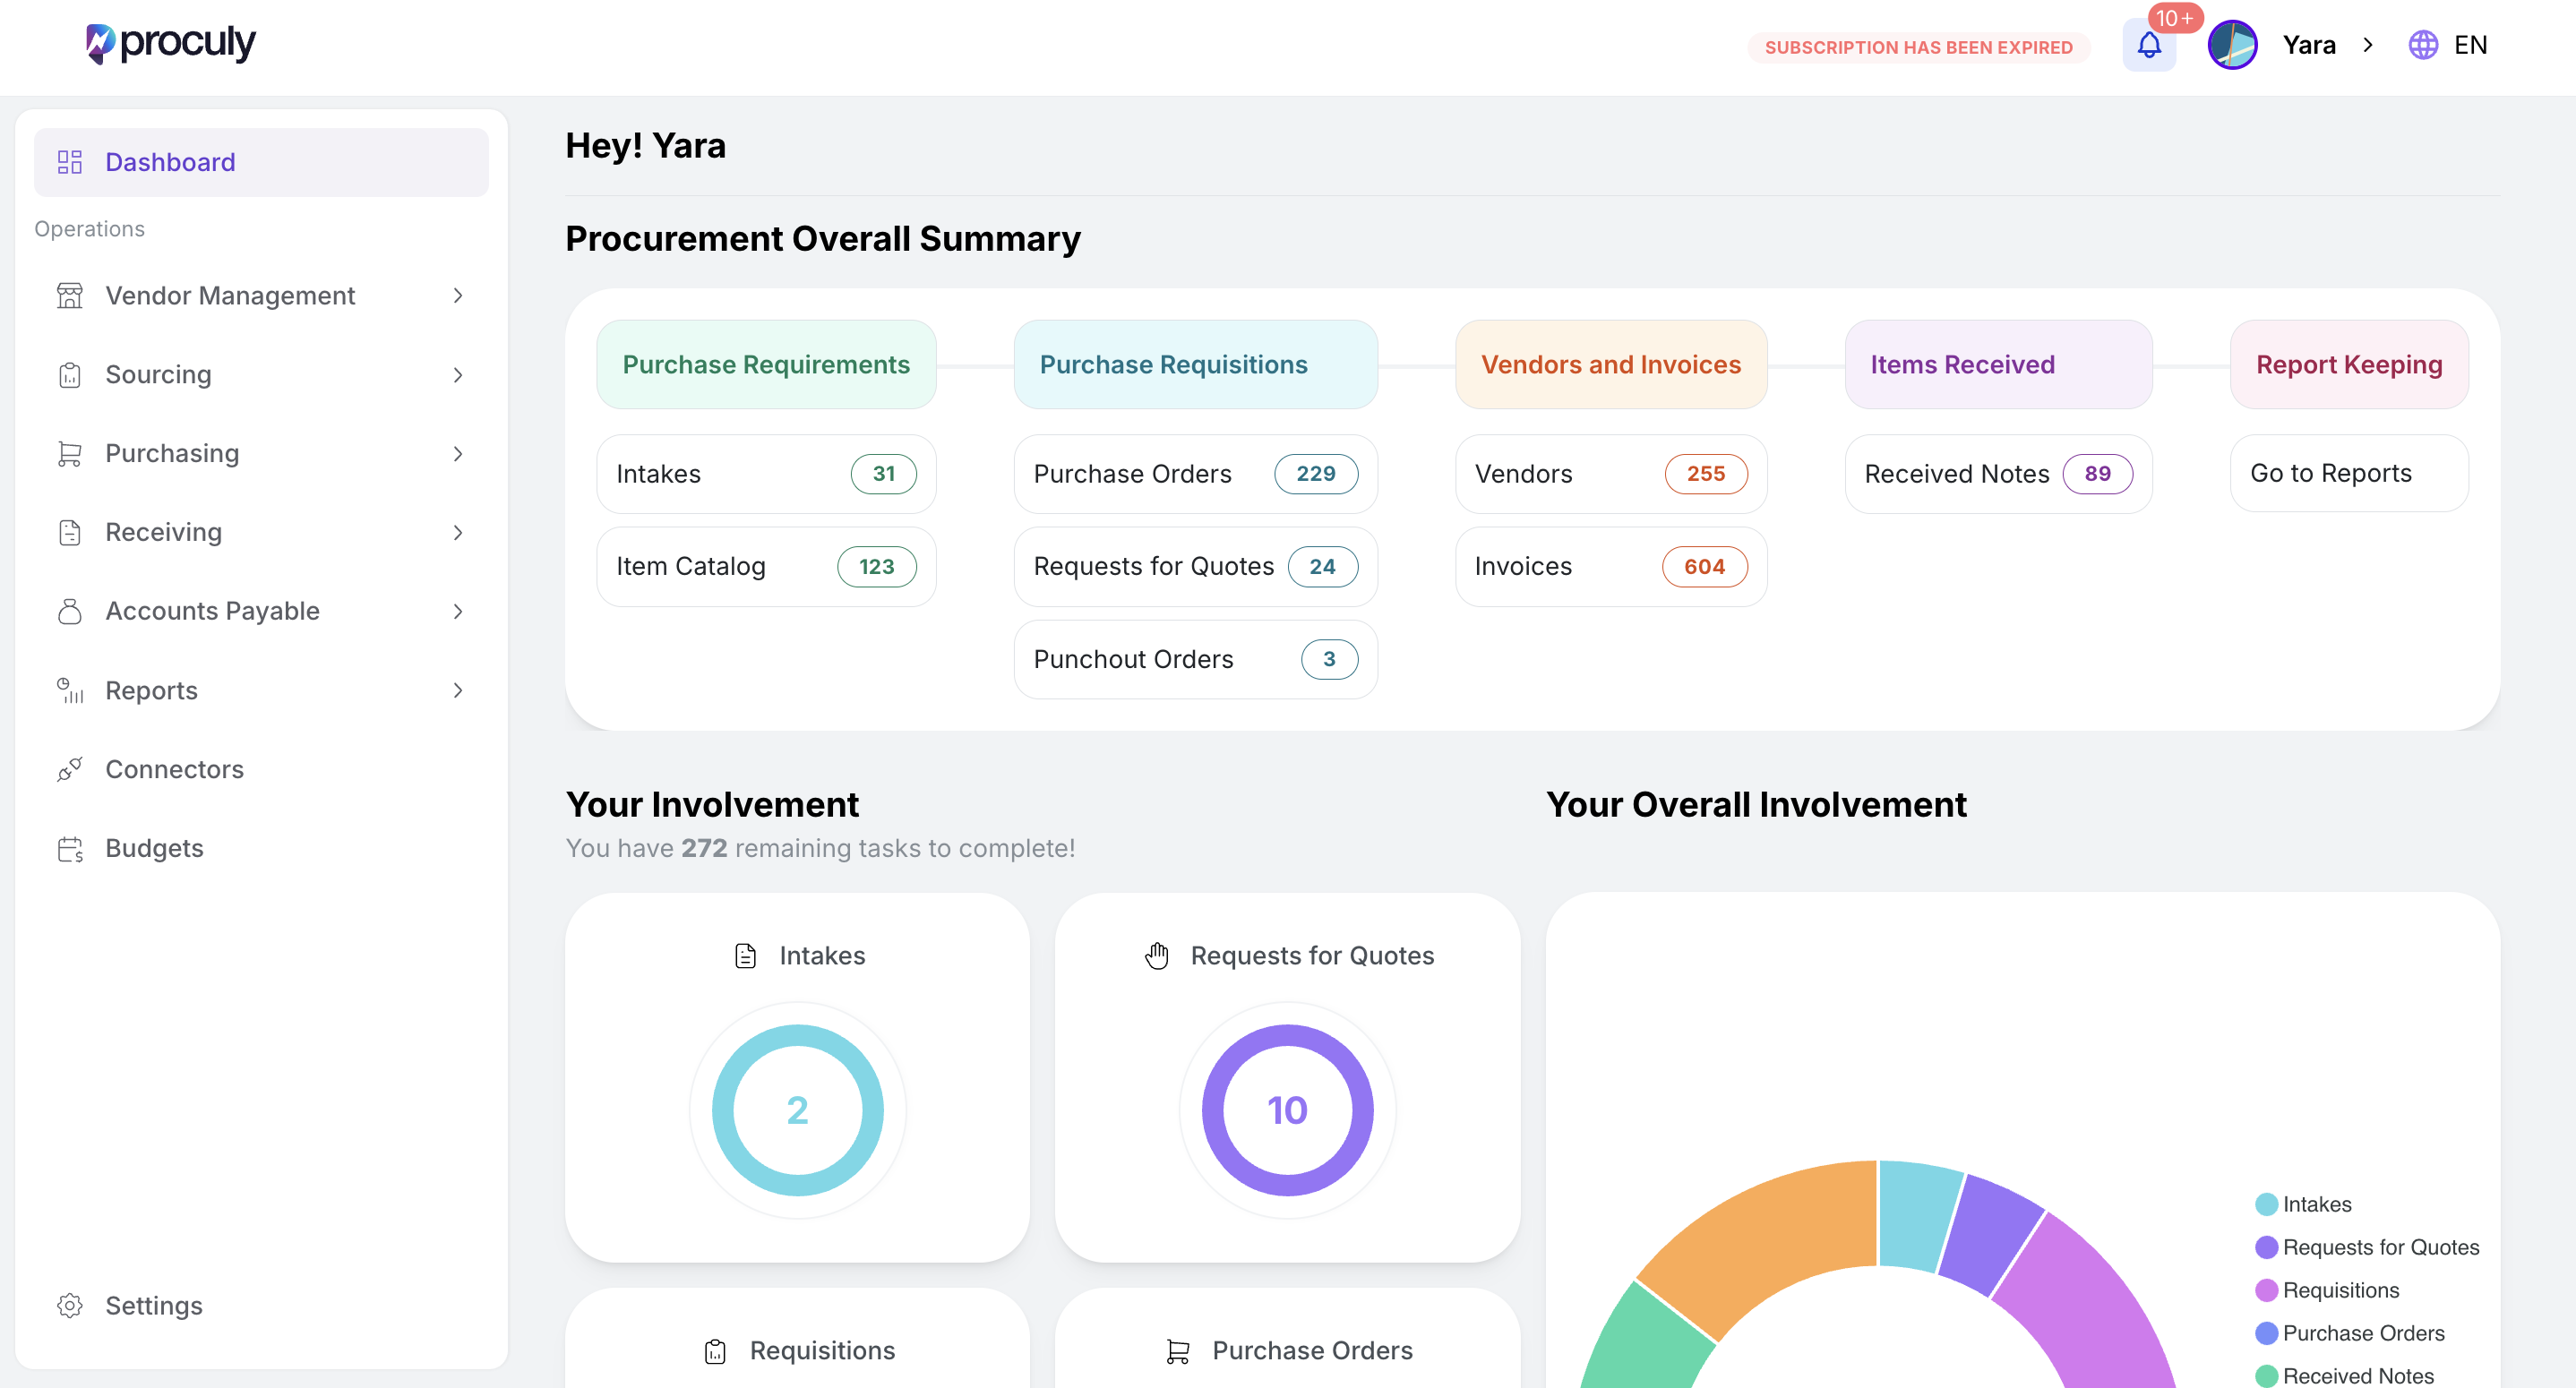 proculy
SUBSCRIPTION HAS BEEN EXPIRED
10+
Yara
EN
Dashboard
Operations
Vendor Management
Sourcing
Purchasing
Receiving
Accounts Payable
Reports
Connectors
Budgets
Settings
Hey! Yara
Procurement Overall Summary
Purchase Requirements
Intakes 31
Item Catalog 123
Purchase Requisitions
Purchase Orders 229
Requests for Quotes 24
Punchout Orders 3
Vendors and Invoices
Vendors 255
Invoices 604
Items Received
Received Notes 89
Report Keeping
Go to Reports
Your Involvement
You have 272 remaining tasks to complete!
Intakes
2
Requests for Quotes
10
Requisitions
Purchase Orders
Your Overall Involvement
Intakes
Requests for Quotes
Requisitions
Purchase Orders
Received Notes